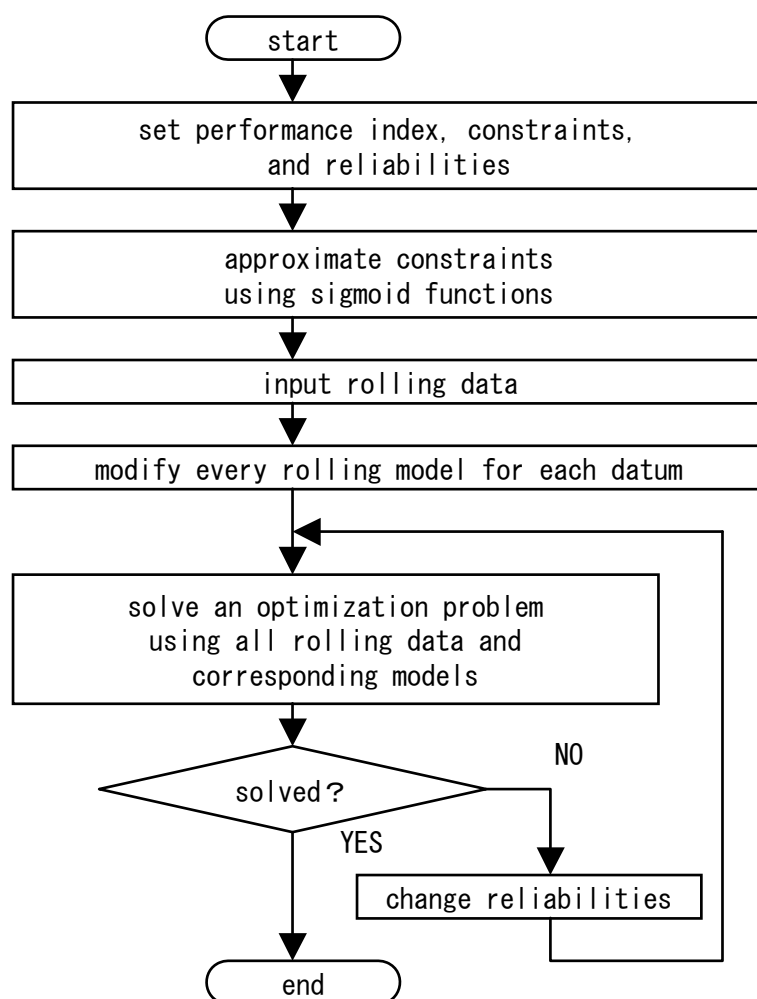 start
set performance index, constraints,
and reliabilities
approximate constraints
using sigmoid functions
input rolling data
modify every rolling model for each datum
solve an optimization problem
using all rolling data and
corresponding models
NO
solved?
YES
change reliabilities
end